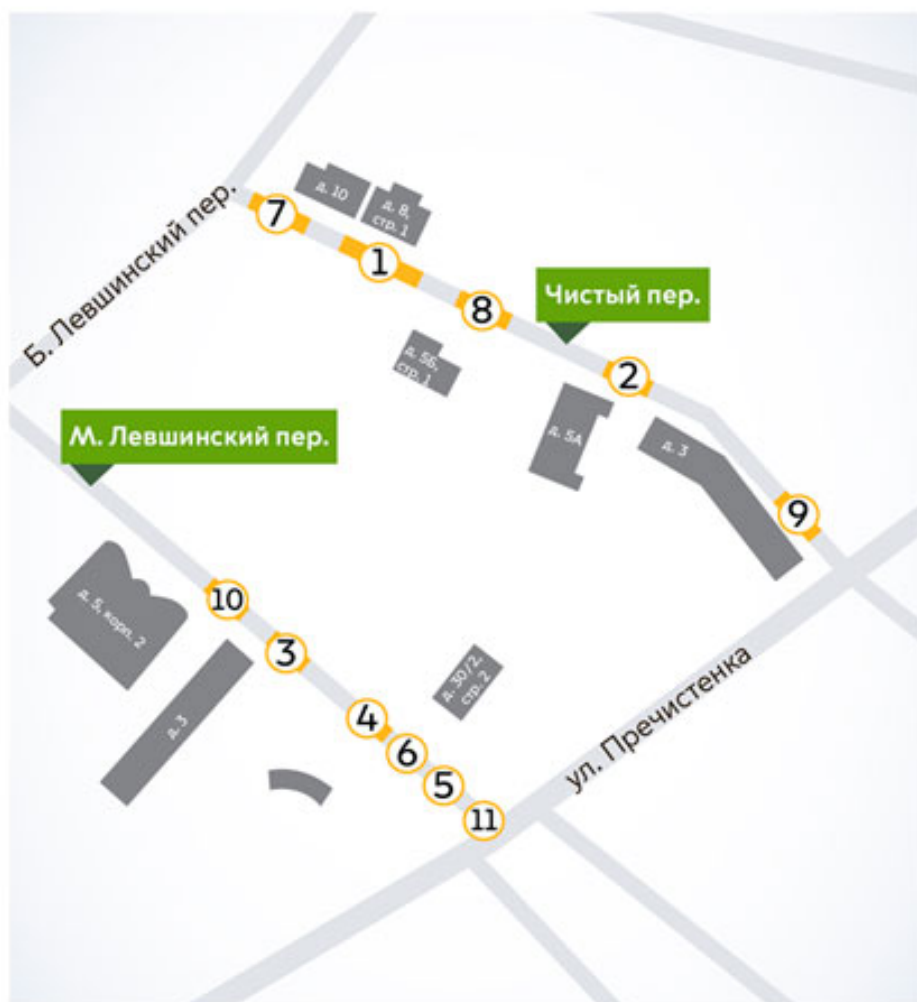 д. 10
д. 8,
стр. 1
7
Б. Левшинский пер.
1
8
Чистый пер.
д. 5Б,
стр. 1
2
М. Левшинский пер.
д. 5А
д. 3
9
д. 5, корп. 2
10
3
д. 30/2,
стр. 2
д. 3
4
6
5
11
ул. Пречистенка